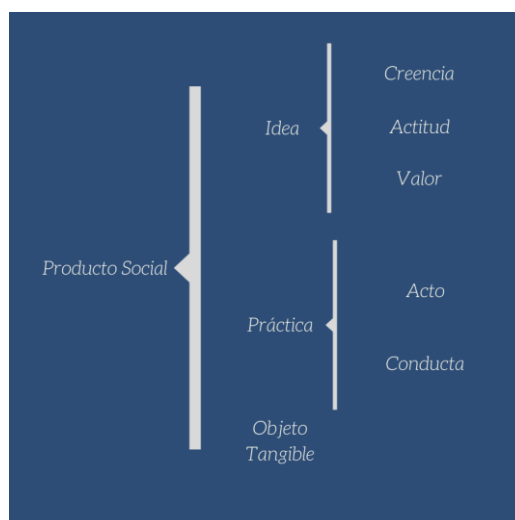 Producto Social
Idea
Creencia
Actitud
Valor
Práctica
Acto
Conducta
Objeto
Tangible